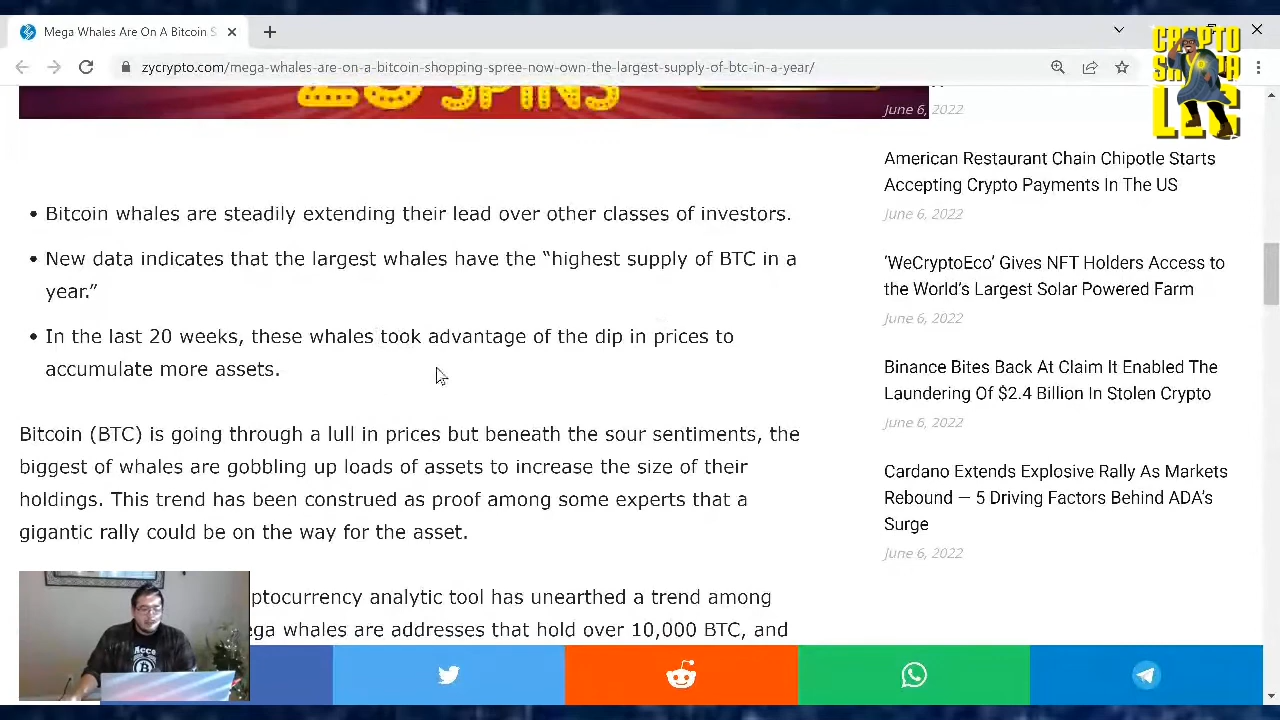 Mega Whales Are On A Bitcoin S
zycrypto.com/mega-whales-are-on-a-bitcoin-shopping-spree-now-own-the-largest-supply-of-btc-in-a-year/
CRYPTO
LEO
SPINS
June 6, 2022
American Restaurant Chain Chipotle Starts
Accepting Crypto Payments In The US
June 6, 2022
‘WeCryptoEco’ Gives NFT Holders Access to
the World’s Largest Solar Powered Farm
June 6, 2022
Binance Bites Back At Claim It Enabled The
Laundering Of $2.4 Billion In Stolen Crypto
June 6, 2022
Cardano Extends Explosive Rally As Markets
Rebound — 5 Driving Factors Behind ADA’s
Surge
June 6, 2022
• Bitcoin whales are steadily extending their lead over other classes of investors.
• New data indicates that the largest whales have the “highest supply of BTC in a
year.”
• In the last 20 weeks, these whales took advantage of the dip in prices to
accumulate more assets.
Bitcoin (BTC) is going through a lull in prices but beneath the sour sentiments, the
biggest of whales are gobbling up loads of assets to increase the size of their
holdings. This trend has been construed as proof among some experts that a
gigantic rally could be on the way for the asset.
ptocurrency analytic tool has unearthed a trend among
ega whales are addresses that hold over 10,000 BTC, and